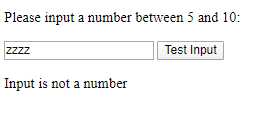 Please input a number between 5 and 10:
zzzz Test Input
Input is not a number